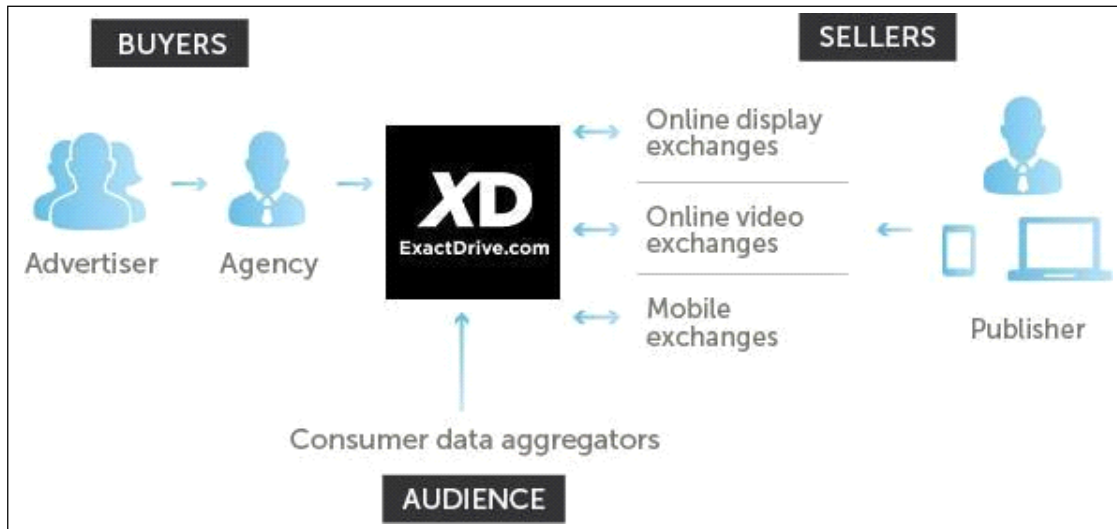 BUYERS
SELLERS
Advertiser
Agency
XD
ExactDrive.com
Online display
exchanges
Online video
exchanges
Mobile
exchanges
Publisher
Consumer data aggregators
AUDIENCE